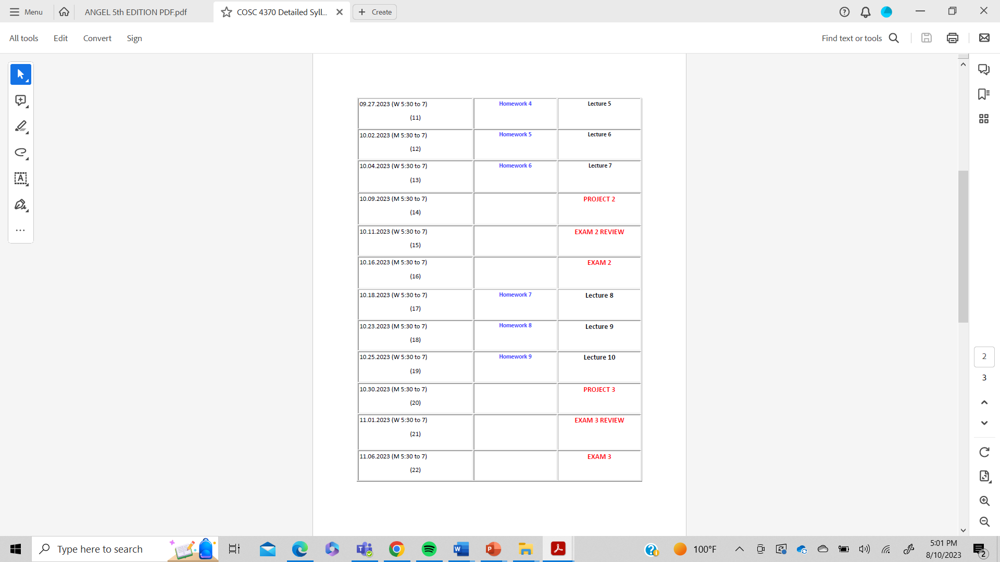 Menu
ANGEL 5th EDITION PDF.pdf
COSC 4370 Detailed Syll...
Create
All tools
Edit
Convert
Sign
Find text or tools
09.27.2023 (W 5:30 to 7) Homework 4 Lecture 5
(11)
10.02.2023 (M 5:30 to 7) Homework 5 Lecture 6
(12)
10.04.2023 (W 5:30 to 7) Homework 6 Lecture 7
(13)
10.09.2023 (M 5:30 to 7) PROJECT 2
(14)
10.11.2023 (W 5:30 to 7) EXAM 2 REVIEW
(15)
10.16.2023 (M 5:30 to 7) EXAM 2
(16)
10.18.2023 (W 5:30 to 7) Homework 7 Lecture 8
(17)
10.23.2023 (M 5:30 to 7) Homework 8 Lecture 9
(18)
10.25.2023 (W 5:30 to 7) Homework 9 Lecture 10
(19)
10.30.2023 (M 5:30 to 7) PROJECT 3
(20)
11.01.2023 (W 5:30 to 7) EXAM 3 REVIEW
(21)
11.06.2023 (M 5:30 to 7) EXAM 3
(22)
2
3
Type here to search
100°F
5:01 PM
8/10/2023
2